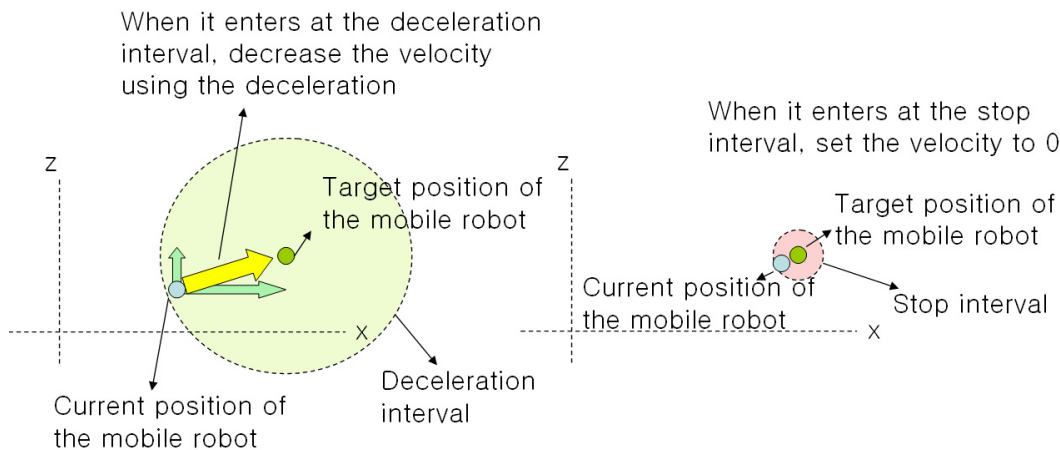 When it enters at the deceleration
interval, decrease the velocity
using the deceleration
Z
Target position of
the mobile robot
X
Deceleration
interval
Current position of
the mobile robot
When it enters at the stop
interval, set the velocity to 0
Z
Target position of
the mobile robot
Current position of
the mobile robot
Stop interval
X